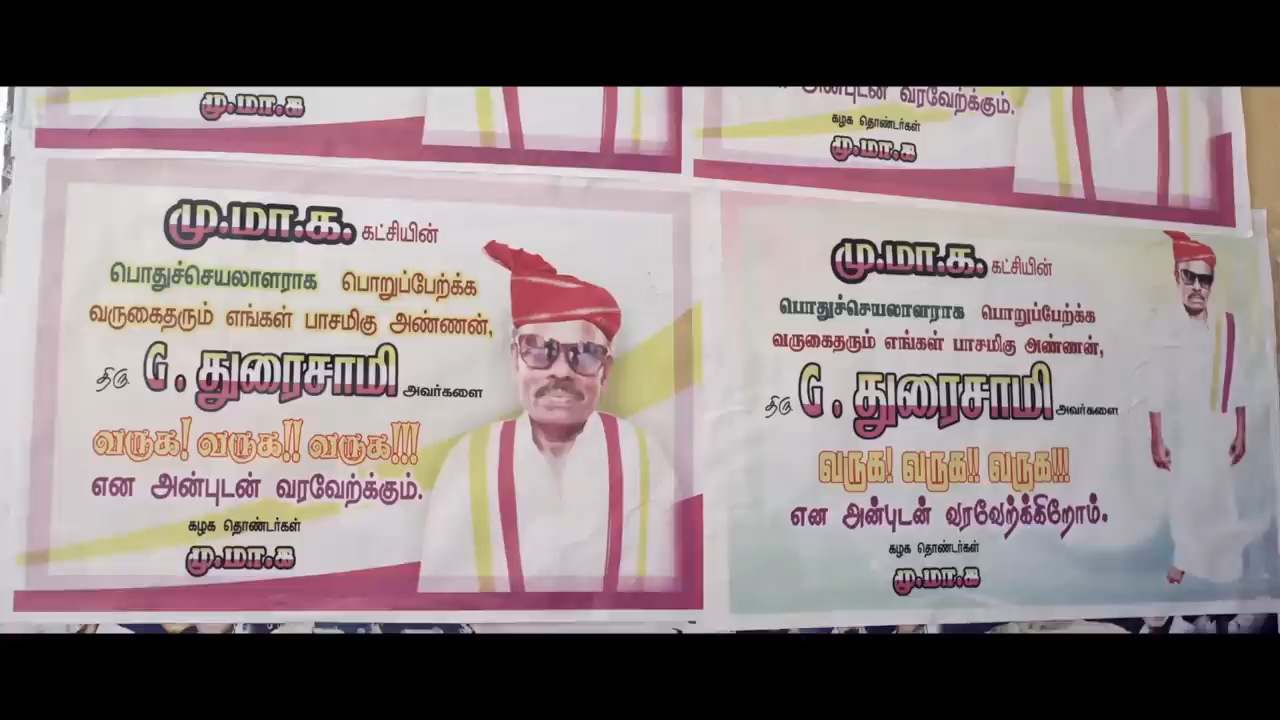 மு.மா.க
அன்புடன் வரவேற்க்கும்.
கழக தொண்டர்கள்
மு.மா.க
மு.மா.க. கட்சியின்
பொதுச்செயலாளராக பொறுப்பேற்க்க
வருகைதரும் எங்கள் பாசமிகு அண்ணன்,
திரு G. துரைசாமி அவர்களை
வருக! வருக!! வருக!!!
என அன்புடன் வரவேற்க்கும்.
கழக தொண்டர்கள்
மு.மா.க
மு.மா.க. கட்சியின்
பொதுச்செயலாளராக பொறுப்பேற்க்க
வருகைதரும் எங்கள் பாசமிகு அண்ணன்,
திரு G. துரைசாமி அவர்களை
வருக! வருக!! வருக!!!
என அன்புடன் வரவேற்க்கிறோம்.
கழக தொண்டர்கள்
மு.மா.க